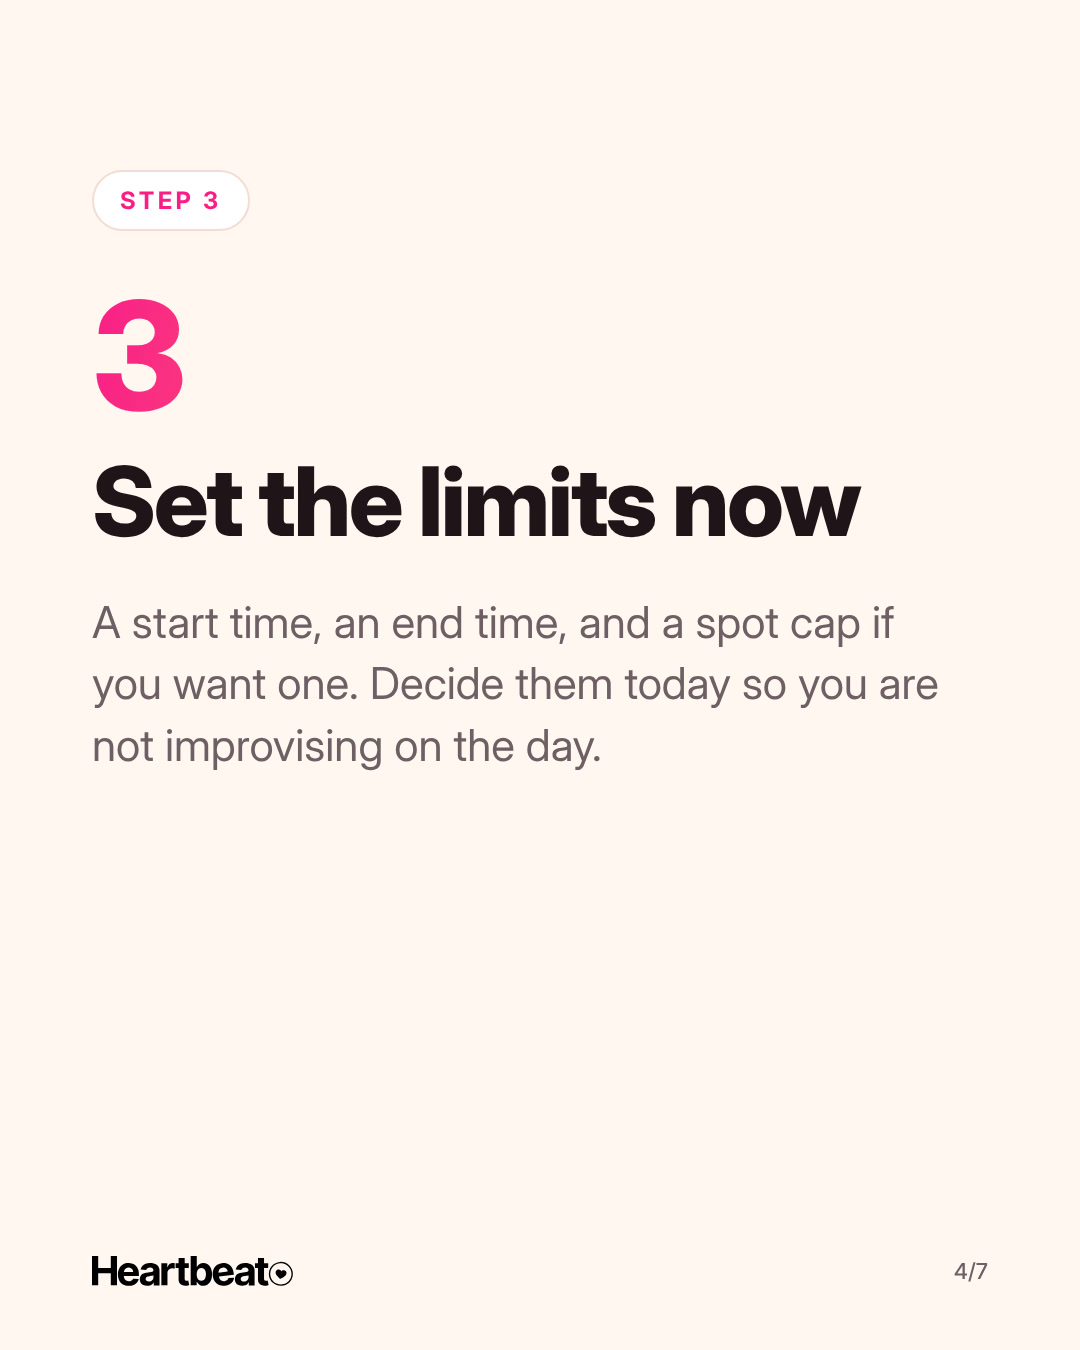 STEP 3
3
Set the limits now
A start time, an end time, and a spot cap if
you want one. Decide them today so you are
not improvising on the day.
Heartbeat
4/7